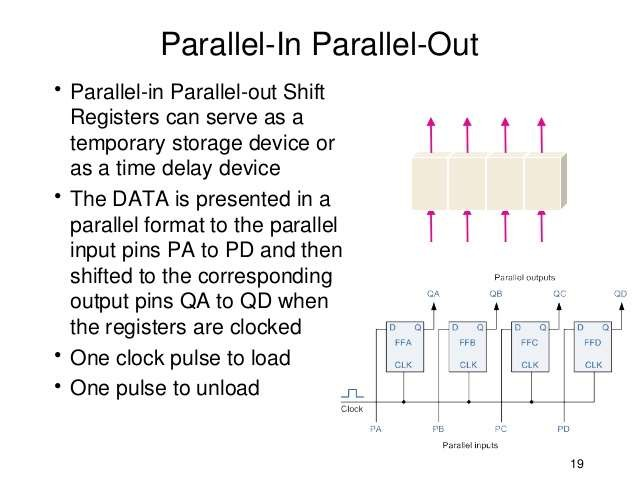 Parallel-In Parallel-Out
• Parallel-in Parallel-out Shift
Registers can serve as a
temporary storage device or
as a time delay device
• The DATA is presented in a
parallel format to the parallel
input pins PA to PD and then
shifted to the corresponding
output pins QA to QD when
the registers are clocked
• One clock pulse to load
• One pulse to unload
Parallel outputs
QA QB QC QD
D Q D Q D Q D Q
FFA FFB FFC FFD
CLK CLK CLK CLK
Clock
PA PB PC PD
Parallel inputs
19